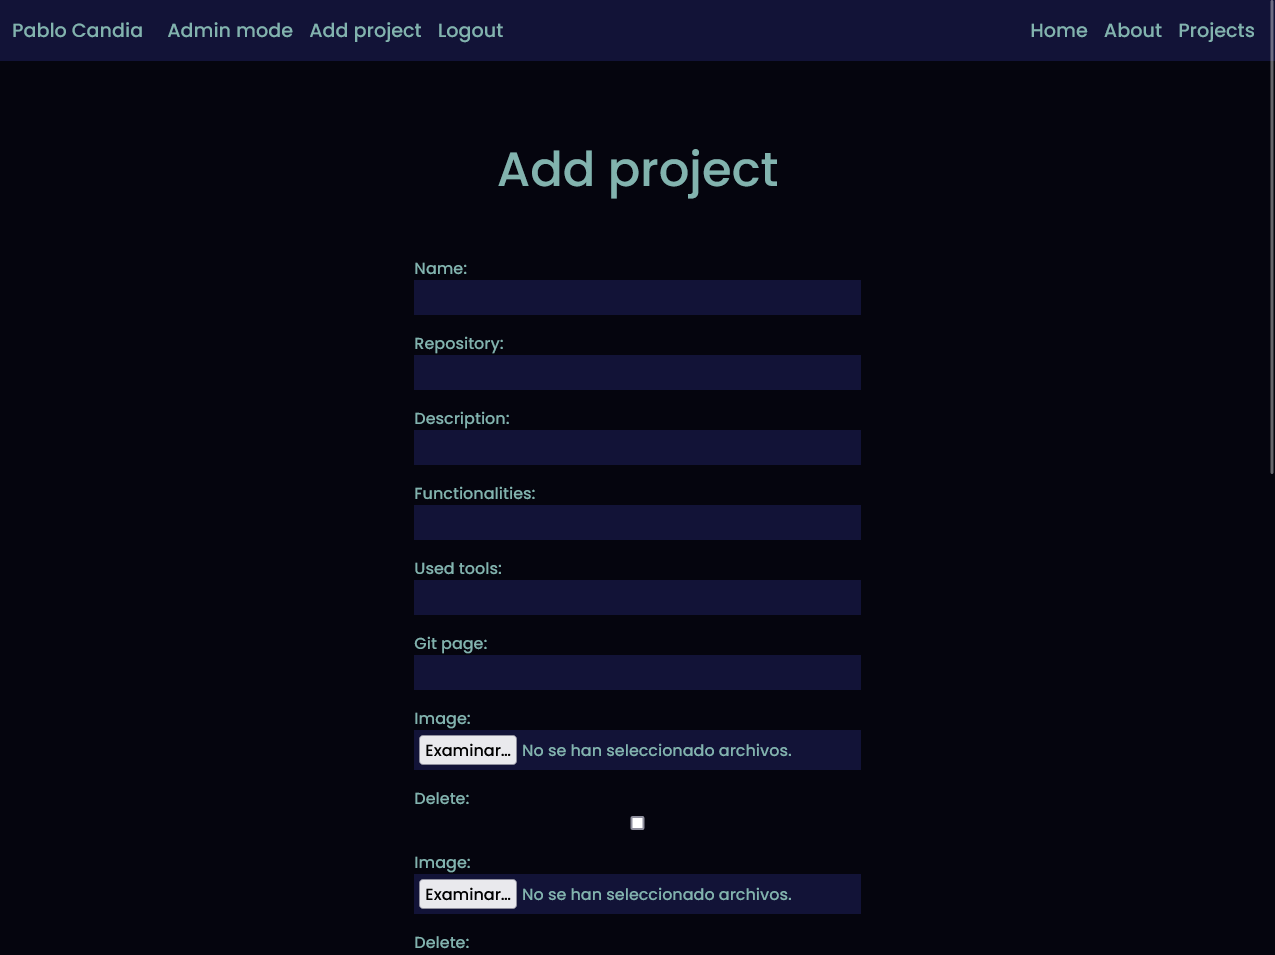 Pablo Candia Admin mode Add project Logout Home About Projects
Add project
Name:
Repository:
Description:
Functionalities:
Used tools:
Git page:
Image:
Examinar... No se han seleccionado archivos.
Delete:
Image:
Examinar... No se han seleccionado archivos.
Delete: